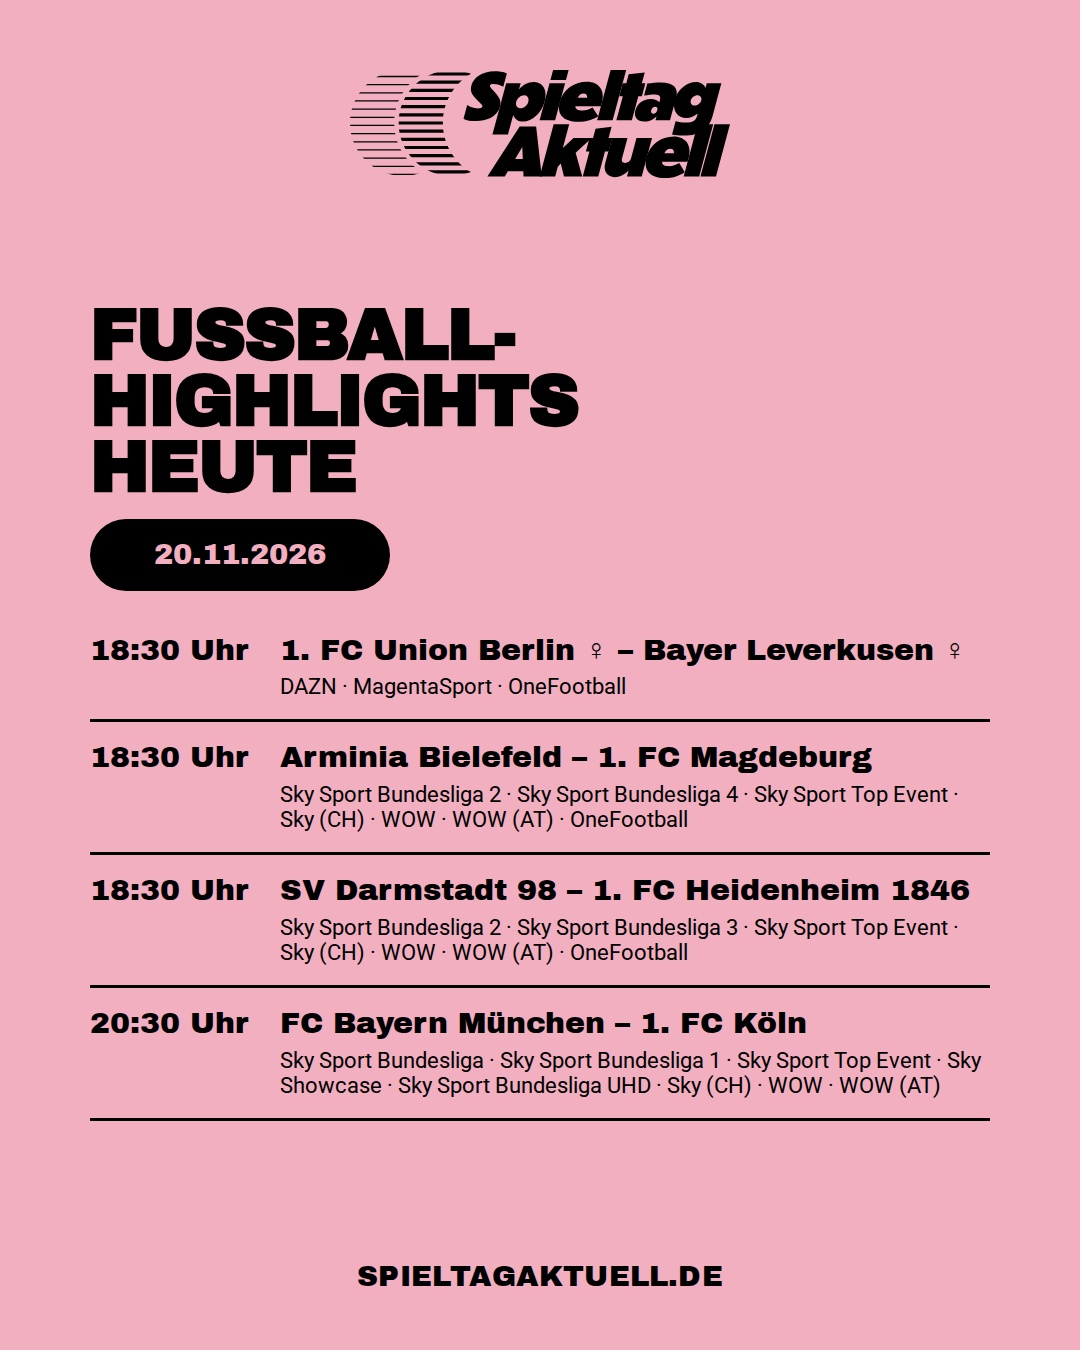 Spieltag
Aktuell
FUSSBALL-
HIGHLIGHTS
HEUTE
20.11.2026
18:30 Uhr 1. FC Union Berlin ♀ – Bayer Leverkusen ♀
DAZN · MagentaSport · OneFootball
18:30 Uhr Arminia Bielefeld – 1. FC Magdeburg
Sky Sport Bundesliga 2 · Sky Sport Bundesliga 4 · Sky Sport Top Event ·
Sky (CH) · WOW · WOW (AT) · OneFootball
18:30 Uhr SV Darmstadt 98 – 1. FC Heidenheim 1846
Sky Sport Bundesliga 2 · Sky Sport Bundesliga 3 · Sky Sport Top Event ·
Sky (CH) · WOW · WOW (AT) · OneFootball
20:30 Uhr FC Bayern München – 1. FC Köln
Sky Sport Bundesliga · Sky Sport Bundesliga 1 · Sky Sport Top Event · Sky
Showcase · Sky Sport Bundesliga UHD · Sky (CH) · WOW · WOW (AT)
SPIELTAGAKTUELL.DE